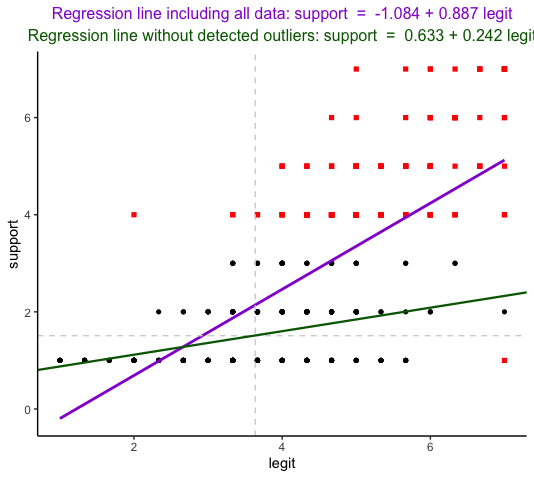 Regression line including all data: support = -1.084 + 0.887 legit
Regression line without detected outliers: support = 0.633 + 0.242 legit
6
4
2
0
support
2 4 6
legit